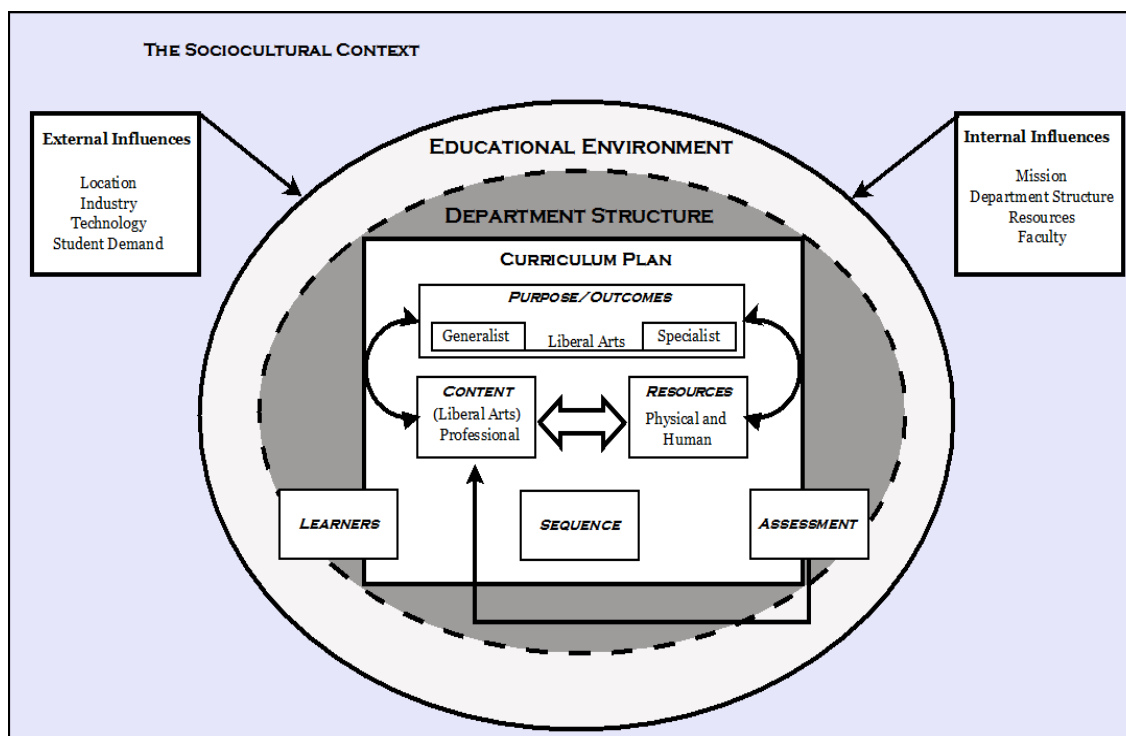 THE SOCIOCULTURAL CONTEXT
External Influences
Location
Industry
Technology
Student Demand
Internal Influences
Mission
Department Structure
Resources
Faculty
EDUCATIONAL ENVIRONMENT
DEPARTMENT STRUCTURE
CURRICULUM PLAN
PURPOSE/OUTCOMES
Generalist
Liberal Arts
Specialist
CONTENT
(Liberal Arts)
Professional
RESOURCES
Physical and
Human
LEARNERS
SEQUENCE
ASSESSMENT